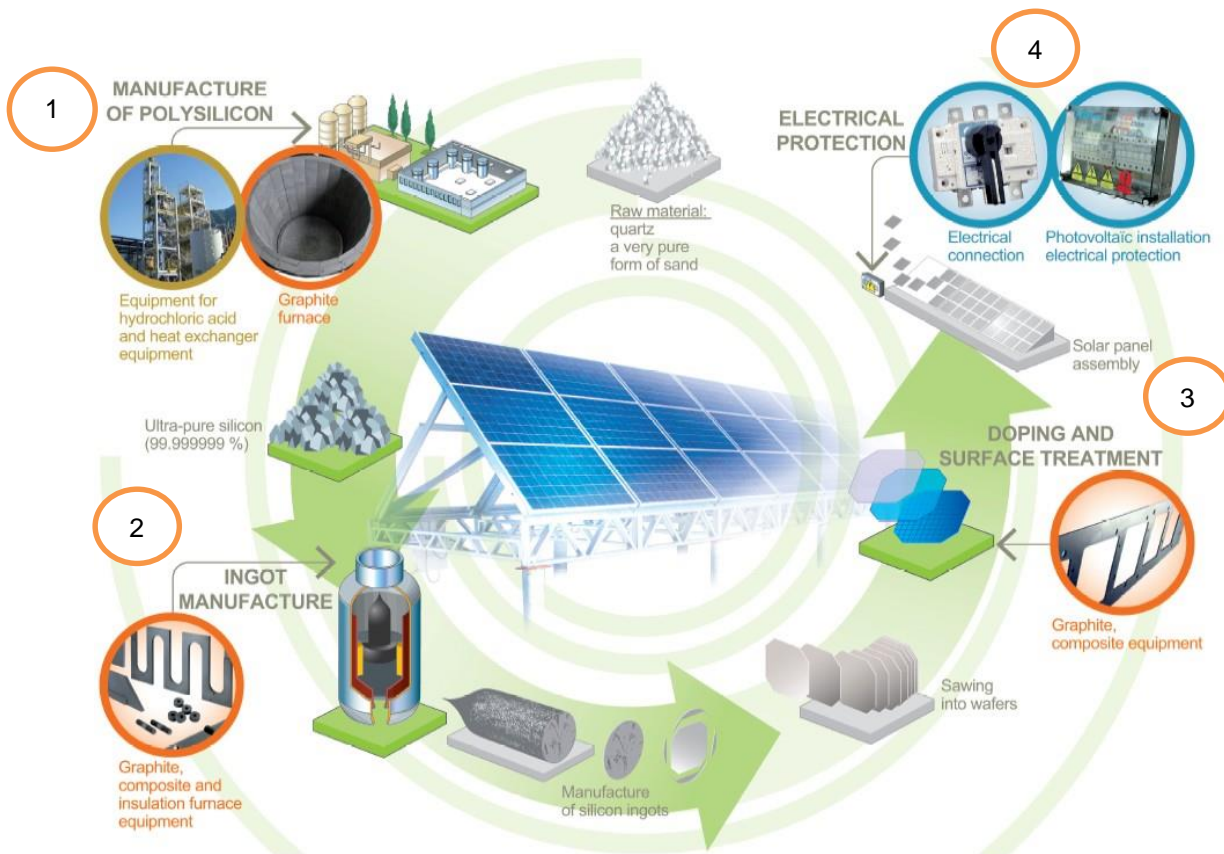 1
MANUFACTURE
OF POLYSILICON
Equipment for
hydrochloric acid
and heat exchanger
equipment
Graphite
furnace
Raw material:
quartz
a very pure
form of sand
4
ELECTRICAL
PROTECTION
Electrical
connection
Photovoltaïc installation
electrical protection
Solar panel
assembly
Ultra-pure silicon
(99.999999 %)
3
DOPING AND
SURFACE TREATMENT
Graphite,
composite equipment
2
INGOT
MANUFACTURE
Graphite,
composite and
insulation furnace
equipment
Manufacture
of silicon ingots
Sawing
into wafers